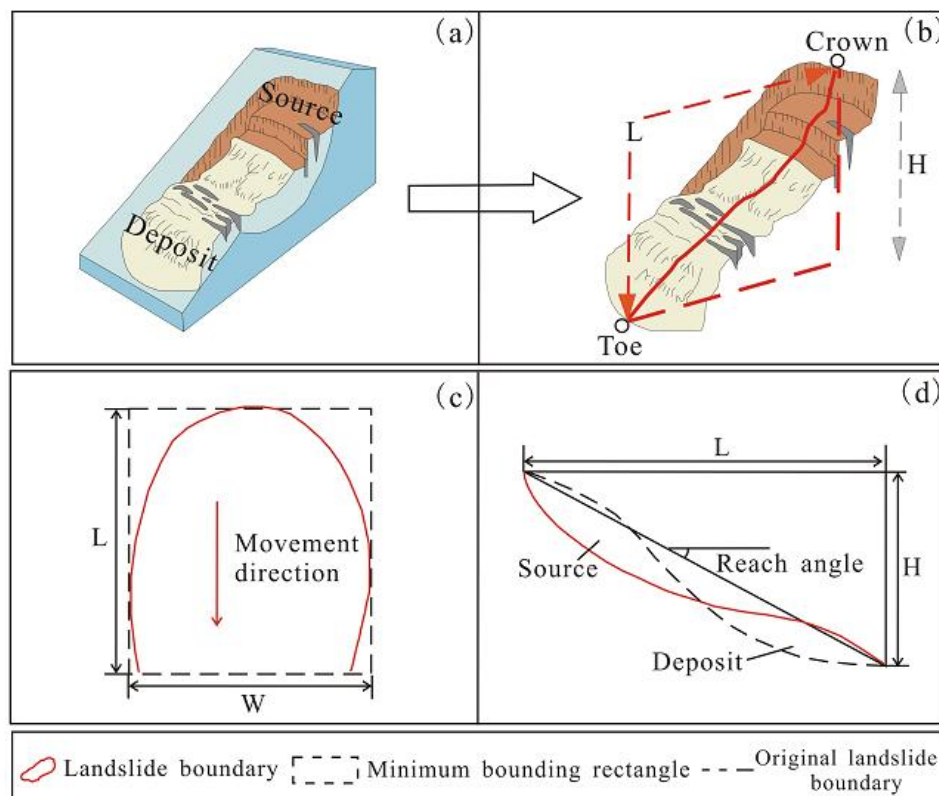 (a)
Source
Deposit
(b)
Crown
L
H
Toe
(c)
L
Movement
direction
W
(d)
L
Source
Reach angle
H
Deposit
Landslide boundary
Minimum bounding rectangle
Original landslide
boundary